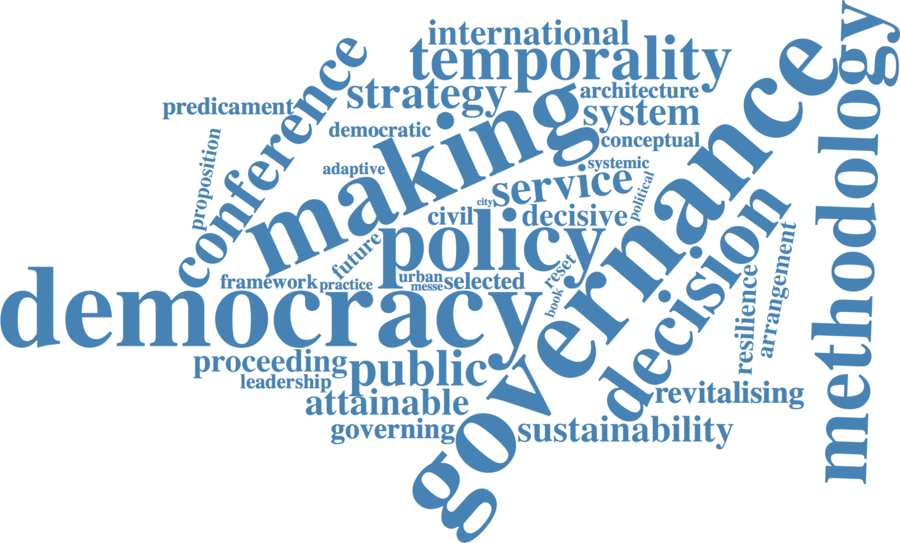 international
temporality
strategy
architecture
system
predicament
conference
democratic
making
conceptual
methodology
governance
proposition
adaptive
systemic
service
political
city
civil
decisive
policy
future
decision
framework
practice
urban
messe
selected
reset
book
democracy
resilience
arrangement
proceeding
public
leadership
attainable
revitalising
governing
sustainability